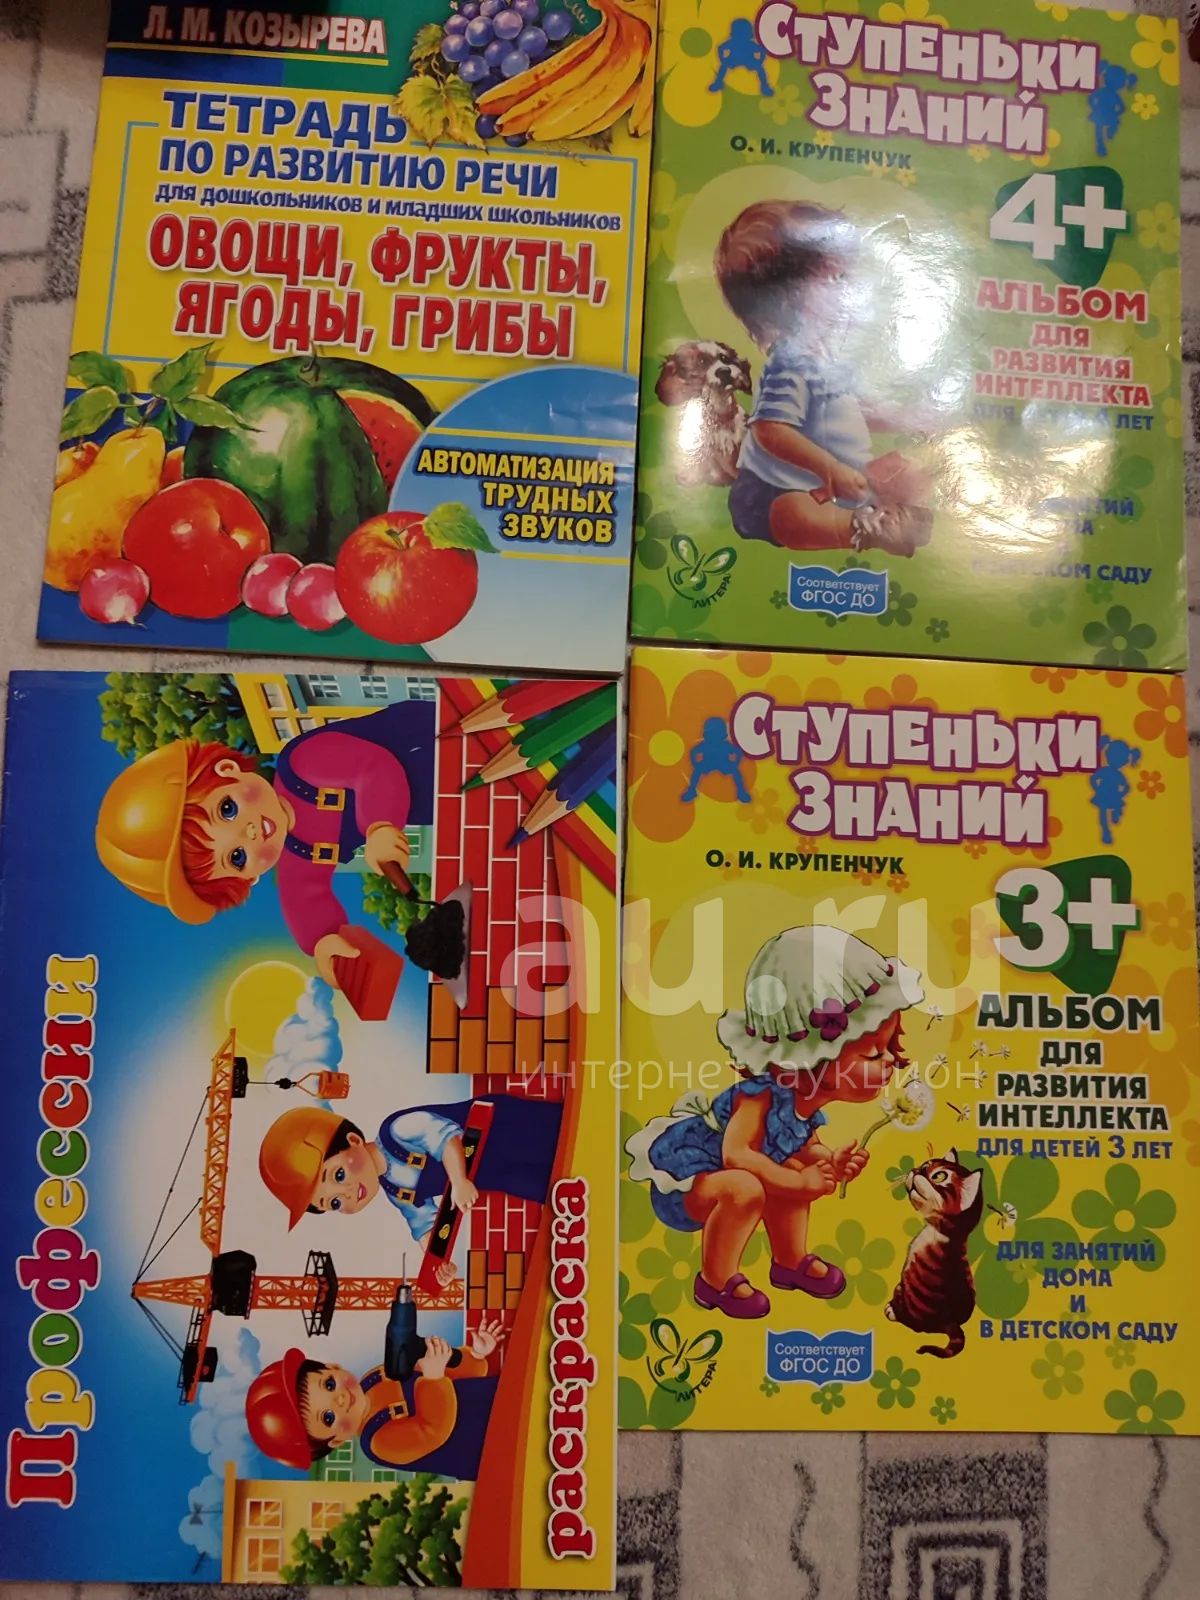 Л. М. КОЗЫРЕВА
ТЕТРАДЬ
ПО РАЗВИТИЮ РЕЧИ
для дошкольников и младших школьников
ОВОЩИ, ФРУКТЫ,
ЯГОДЫ, ГРИБЫ
АВТОМАТИЗАЦИЯ
ТРУДНЫХ
ЗВУКОВ
СТУПЕНЬКИ
ЗНАНИЙ
О. И. КРУПЕНЧУК
4+
АЛЬБОМ
ДЛЯ
РАЗВИТИЯ
ИНТЕЛЛЕКТА
ЛЕТ
В ДЕТСКОМ САДУ
ЛИТЕРА
Соответствует
ФГОС ДО
Профессии
раскраска
СТУПЕНЬКИ
ЗНАНИЙ
О. И. КРУПЕНЧУК
3+
АЛЬБОМ
ДЛЯ
РАЗВИТИЯ
ИНТЕЛЛЕКТА
ДЛЯ ДЕТЕЙ 3 ЛЕТ
ДЛЯ ЗАНЯТИЙ
ДОМА
И
В ДЕТСКОМ САДУ
ЛИТЕРА
Соответствует
ФГОС ДО
au.ru
интернет-аукцион